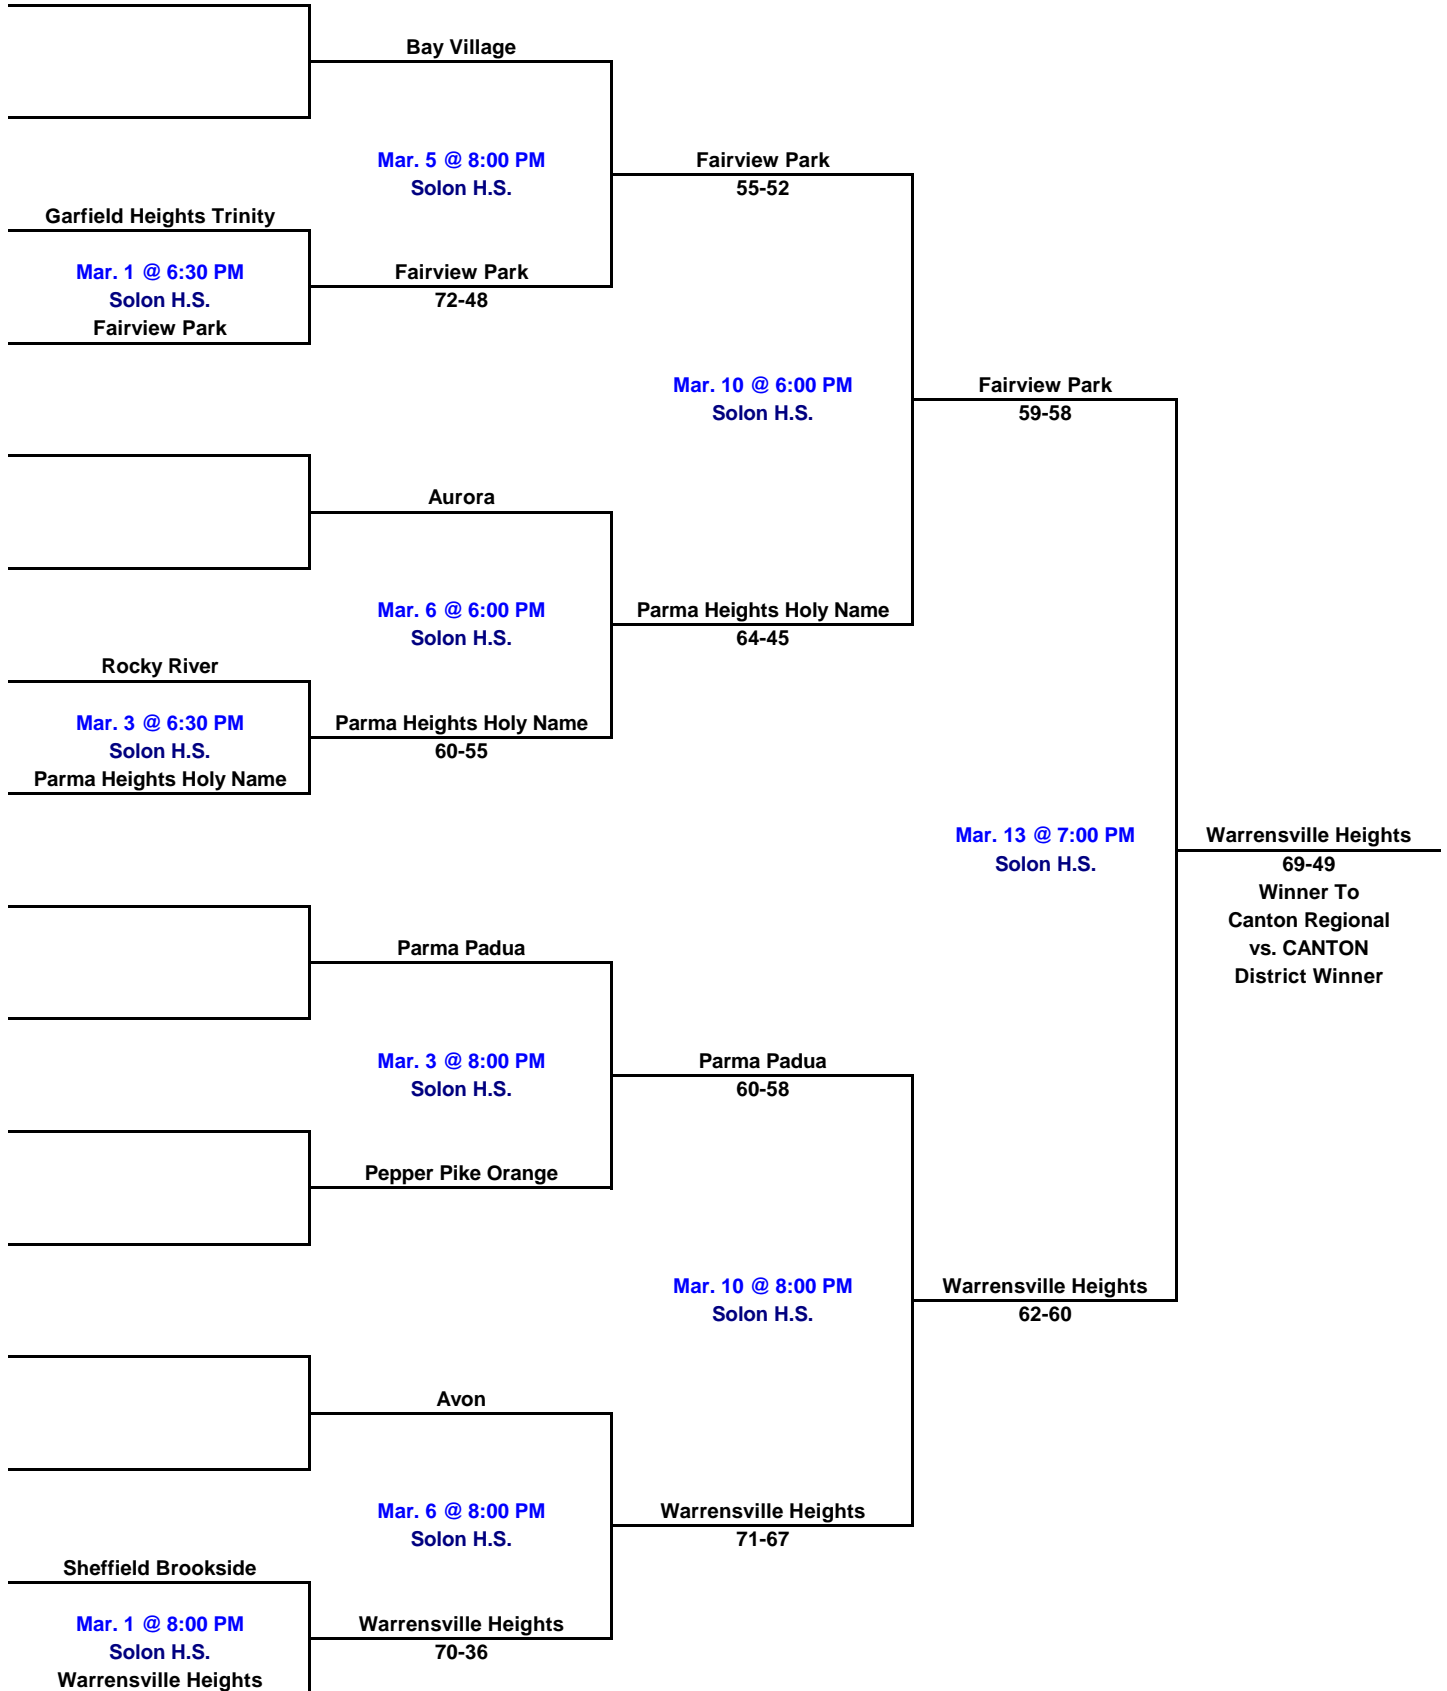 Bay Village
Mar. 5 @ 8:00 PM
Solon H.S.
Fairview Park
55-52
Garfield Heights Trinity
Mar. 1 @ 6:30 PM
Solon H.S.
Fairview Park
Fairview Park
72-48
Mar. 10 @ 6:00 PM
Solon H.S.
Fairview Park
59-58
Aurora
Mar. 6 @ 6:00 PM
Solon H.S.
Parma Heights Holy Name
64-45
Rocky River
Mar. 3 @ 6:30 PM
Solon H.S.
Parma Heights Holy Name
Parma Heights Holy Name
60-55
Mar. 13 @ 7:00 PM
Solon H.S.
Warrensville Heights
69-49
Winner To
Canton Regional
vs. CANTON
District Winner
Parma Padua
Mar. 3 @ 8:00 PM
Solon H.S.
Parma Padua
60-58
Pepper Pike Orange
Mar. 10 @ 8:00 PM
Solon H.S.
Warrensville Heights
62-60
Avon
Mar. 6 @ 8:00 PM
Solon H.S.
Warrensville Heights
71-67
Sheffield Brookside
Mar. 1 @ 8:00 PM
Solon H.S.
Warrensville Heights
Warrensville Heights
70-36